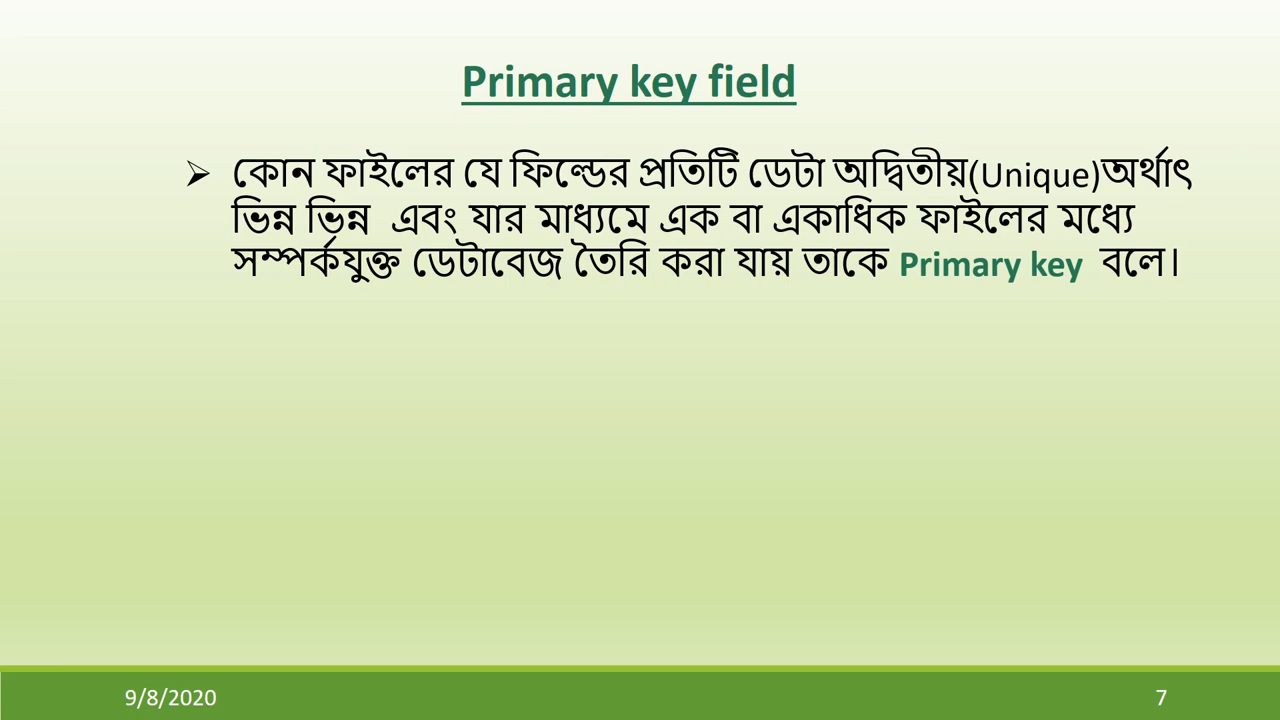 Primary key field
➢ কোন ফাইলের যে ফিল্ডের প্রতিটি ডেটা অদ্বিতীয়(Unique)অর্থাৎ
ভিন্ন ভিন্ন এবং যার মাধ্যমে এক বা একাধিক ফাইলের মধ্যে
সম্পর্কযুক্ত ডেটাবেজ তৈরি করা যায় তাকে Primary key বলে।
9/8/2020
7